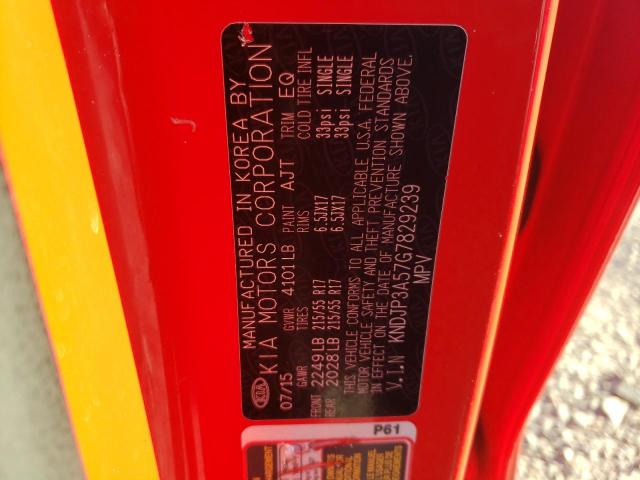 MANUFACTURED IN KOREA BY
KIA KIA MOTORS CORPORATION
07/15 GVWR 4101LB PAINT AJT TRIM EQ
GAWR TIRES RIMS COLD TIRE INFL
FRONT 2249LB 215/55 R17 6.5JX17 33psi SINGLE
REAR 2028LB 215/55 R17 6.5JX17 33psi SINGLE
THIS VEHICLE CONFORMS TO ALL APPLICABLE U.S.A. FEDERAL
MOTOR VEHICLE SAFETY AND THEFT PREVENTION STANDARDS
IN EFFECT ON THE DATE OF MANUFACTURE SHOWN ABOVE.
V.I.N KNDJP3A57G7829239
MPV
P61